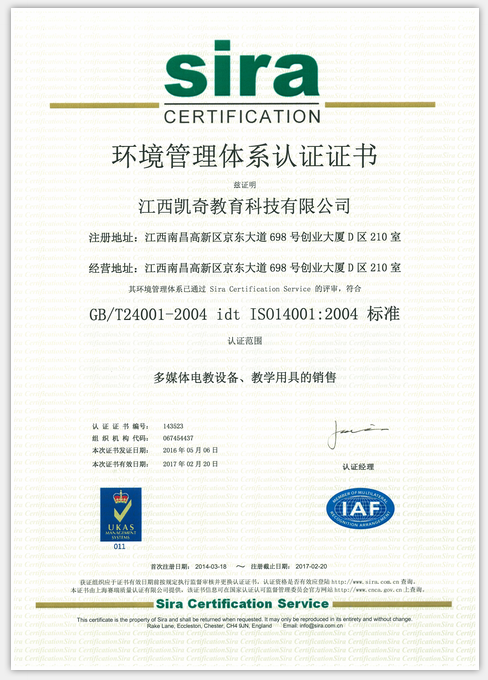 sira
CERTIFICATION
环境管理体系认证证书
兹证明
江西凯奇教育科技有限公司
注册地址：江西南昌高新区京东大道 698 号创业大厦 D 区 210 室
经营地址：江西南昌高新区京东大道 698 号创业大厦 D 区 210 室
其环境管理体系已通过 Sira Certification Service 的评审，符合
GB/T24001-2004 idt ISO14001:2004 标准
认证范围
多媒体电教设备、教学用具的销售
认 证 证 书 编号： 143523
组 织 机 构 代码： 067454437
本次证书发证日期： 2016 年 05 月 06 日
本次证书有效日期： 2017 年 02 月 20 日
认证经理
UKAS
MANAGEMENT
SYSTEMS
011
MEMBER OF MULTILATERAL
IAF
RECOGNITION ARRANGEMENT
首次注册日期： 2014-03-18 ～ 注册截止日期： 2017-02-20
获证组织应于证书有效日期前按规定执行监督审核并更换认证证书，认证资格是否有效应登陆 http://www.sira.com.cn 查询。
本证书由上海赛瑞质量认证有限公司提供，该证书信息可在国家认证认可监督管理委员会官方网站 http://www.cnca.gov.cn 上查询。
Sira Certification Service
This certificate is the property of Sira and shall be returned when requested. It may only be reproduced in its entirety and without change.
Rake Lane, Eccleston, Chester, CH4 9JN, England Email: info@sira.com.cn